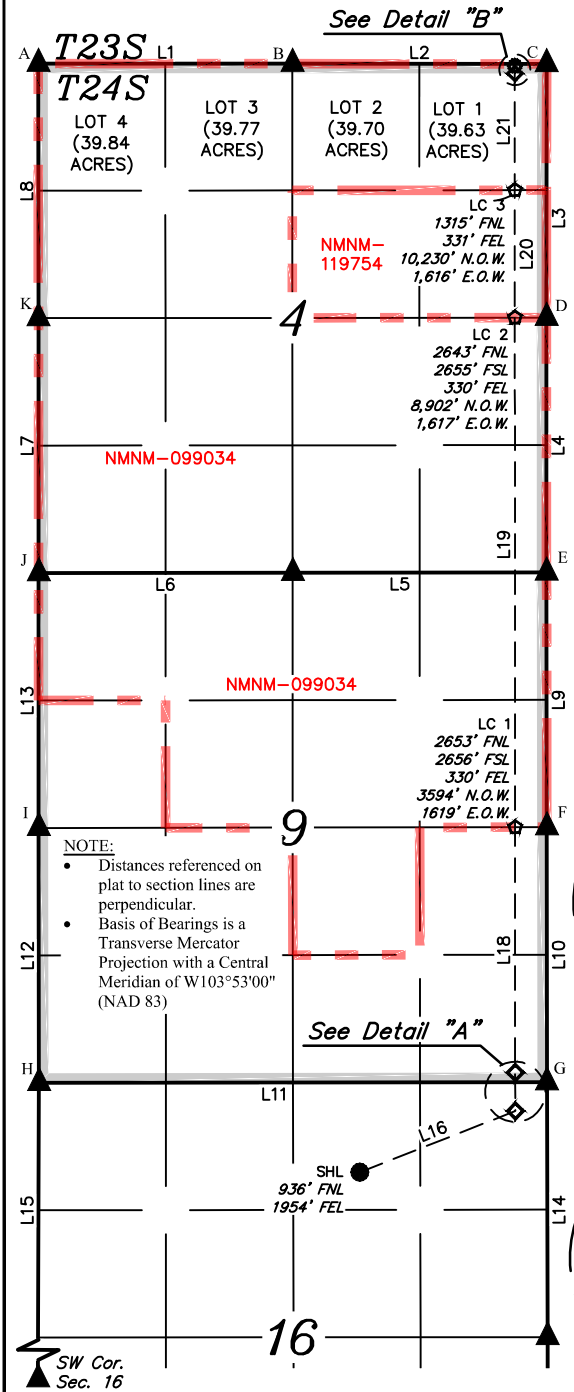 See Detail "B"
A
T23S
L1
B
L2
C
T24S
LOT 4
(39.84
ACRES)
LOT 3
(39.77
ACRES)
LOT 2
(39.70
ACRES)
LOT 1
(39.63
ACRES)
L21
L8
L3
LC 3
1315' FNL
331' FEL
10,230' N.O.W.
1,616' E.O.W.
L20
NMNM-
119754
K
4
D
LC 2
2643' FNL
2655' FSL
330' FEL
8,902' N.O.W.
1,617' E.O.W.
L7
L4
NMNM-099034
L19
J
L6
L5
E
NMNM-099034
L13
L9
LC 1
2653' FNL
2656' FSL
330' FEL
3594' N.O.W.
1619' E.O.W.
I
9
F
NOTE:
• Distances referenced on
plat to section lines are
perpendicular.
• Basis of Bearings is a
Transverse Mercator
Projection with a Central
Meridian of W103°53'00"
(NAD 83)
L12
L18
L10
See Detail "A"
H
L11
G
L16
SHL
936' FNL
1954' FEL
L15
L14
16
SW Cor.
Sec. 16